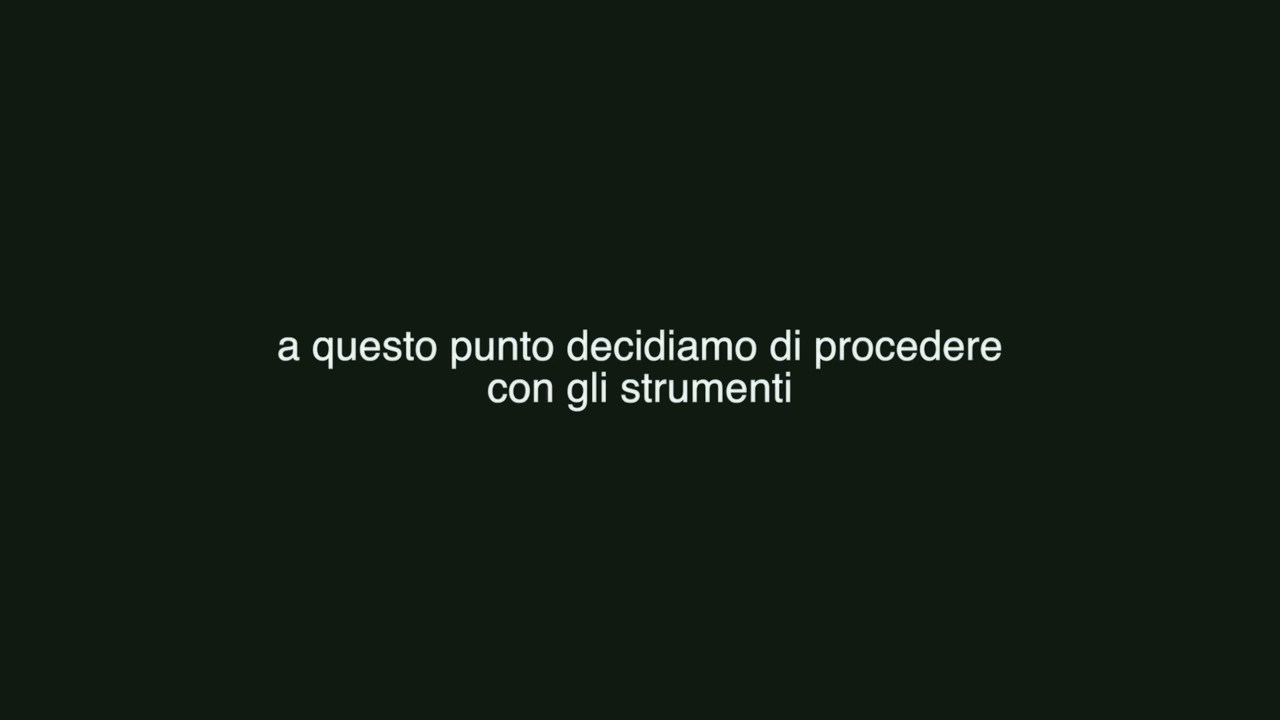 a questo punto decidiamo di procedere
con gli strumenti